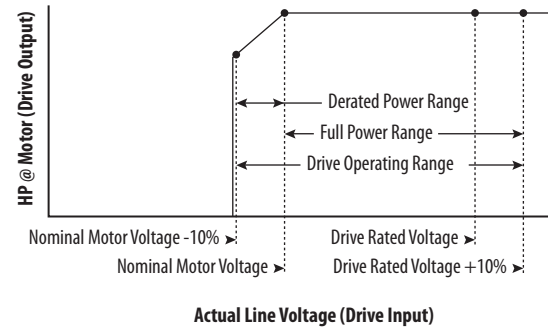 HP @ Motor (Drive Output)
Derated Power Range
Full Power Range
Drive Operating Range
Nominal Motor Voltage -10%
Drive Rated Voltage
Nominal Motor Voltage
Drive Rated Voltage +10%
Actual Line Voltage (Drive Input)